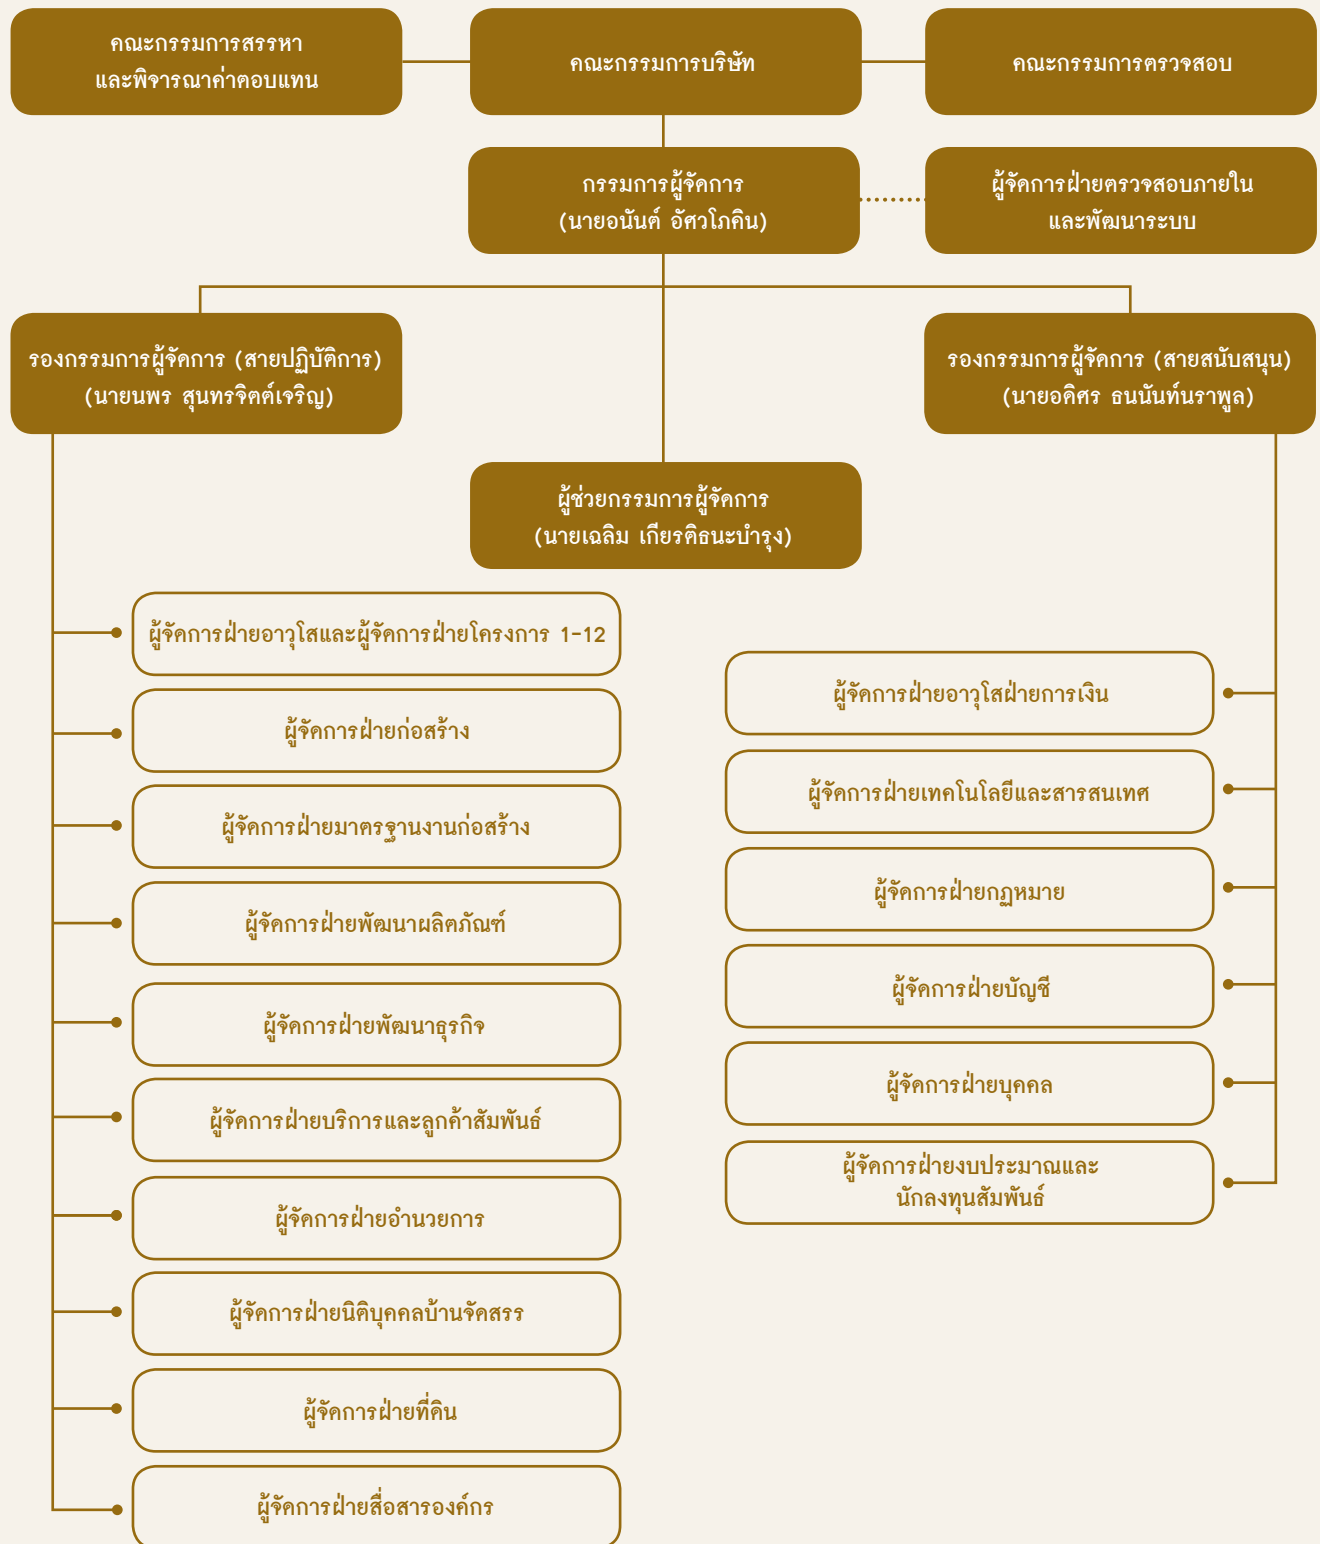 คณะกรรมการสรรหา
และพิจารณาค่าตอบแทน
คณะกรรมการบริษัท
คณะกรรมการตรวจสอบ
กรรมการผู้จัดการ
(นายอนันต์ อัศวโภคิน)
ผู้จัดการฝ่ายตรวจสอบภายใน
และพัฒนาระบบ
รองกรรมการผู้จัดการ (สายปฏิบัติการ)
(นายนพร สุนทรจิตต์เจริญ)
รองกรรมการผู้จัดการ (สายสนับสนุน)
(นายอดิศร ธนนันท์นราพูล)
ผู้ช่วยกรรมการผู้จัดการ
(นายเฉลิม เกียรติธนะบำรุง)
ผู้จัดการฝ่ายอาวุโสและผู้จัดการฝ่ายโครงการ 1-12
ผู้จัดการฝ่ายก่อสร้าง
ผู้จัดการฝ่ายมาตรฐานงานก่อสร้าง
ผู้จัดการฝ่ายพัฒนาผลิตภัณฑ์
ผู้จัดการฝ่ายพัฒนาธุรกิจ
ผู้จัดการฝ่ายบริการและลูกค้าสัมพันธ์
ผู้จัดการฝ่ายอำนวยการ
ผู้จัดการฝ่ายนิติบุคคลบ้านจัดสรร
ผู้จัดการฝ่ายที่ดิน
ผู้จัดการฝ่ายสื่อสารองค์กร
ผู้จัดการฝ่ายอาวุโสฝ่ายการเงิน
ผู้จัดการฝ่ายเทคโนโลยีและสารสนเทศ
ผู้จัดการฝ่ายกฎหมาย
ผู้จัดการฝ่ายบัญชี
ผู้จัดการฝ่ายบุคคล
ผู้จัดการฝ่ายงบประมาณและ
นักลงทุนสัมพันธ์